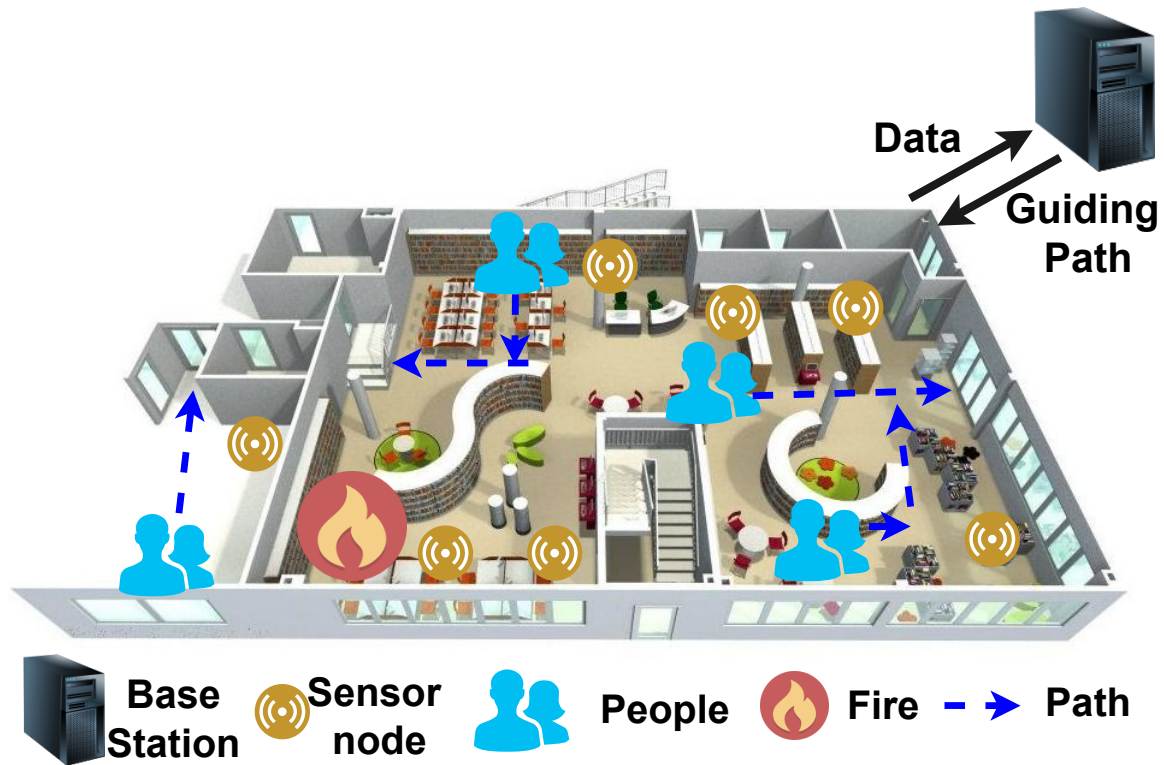 Data
Guiding
Path
Base
Station
Sensor
node
People
Fire
Path